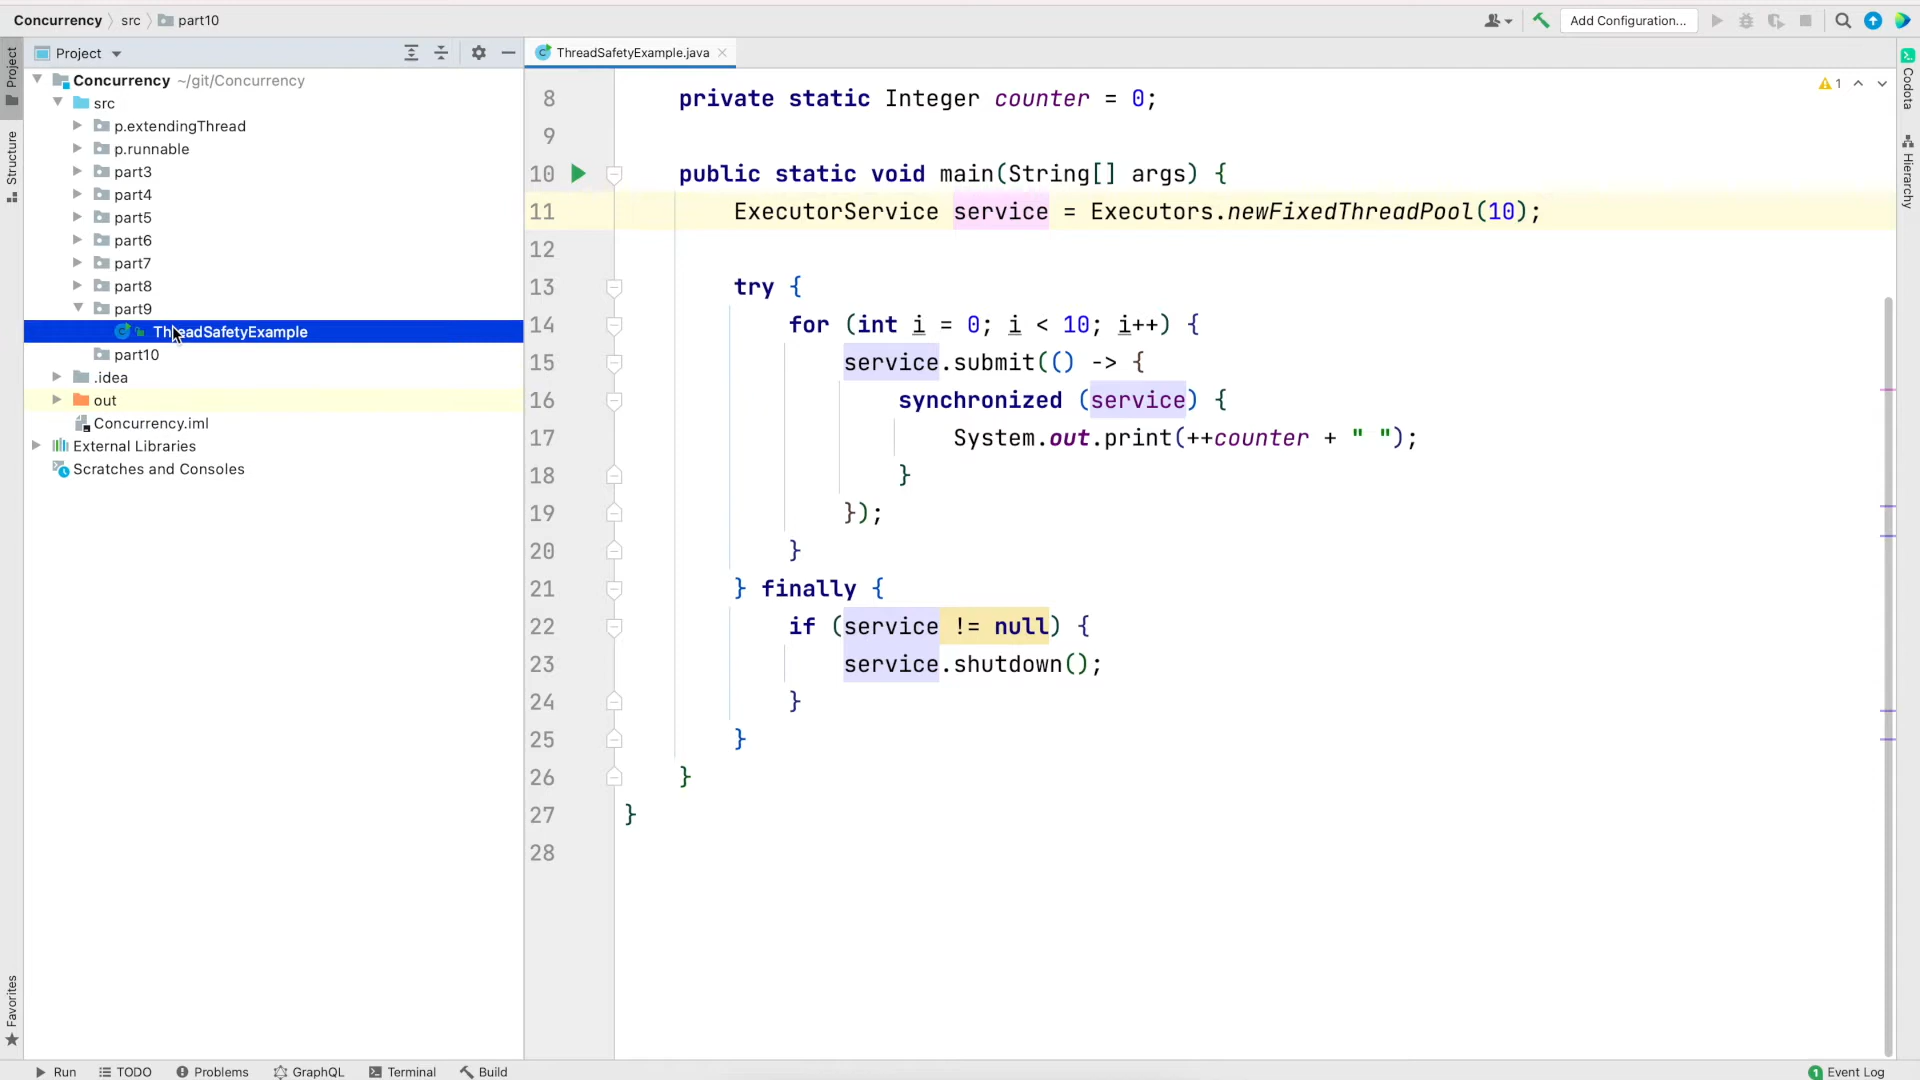 Concurrency src part10
Add Configuration...
Project
ThreadSafetyExample.java
Project
Structure
Favorites
Concurrency ~/git/Concurrency
src
p.extendingThread
p.runnable
part3
part4
part5
part6
part7
part8
part9
ThreadSafetyExample
part10
.idea
out
Concurrency.iml
External Libraries
Scratches and Consoles
8 private static Integer counter = 0;
9
10 public static void main(String[] args) {
11 ExecutorService service = Executors.newFixedThreadPool(10);
12
13 try {
14 for (int i = 0; i < 10; i++) {
15 service.submit(() -> {
16 synchronized (service) {
17 System.out.print(++counter + " ");
18 }
19 });
20 }
21 } finally {
22 if (service != null) {
23 service.shutdown();
24 }
25 }
26 }
27 }
28
1
Codota
Hierarchy
Run TODO Problems GraphQL Terminal Build
1 Event Log